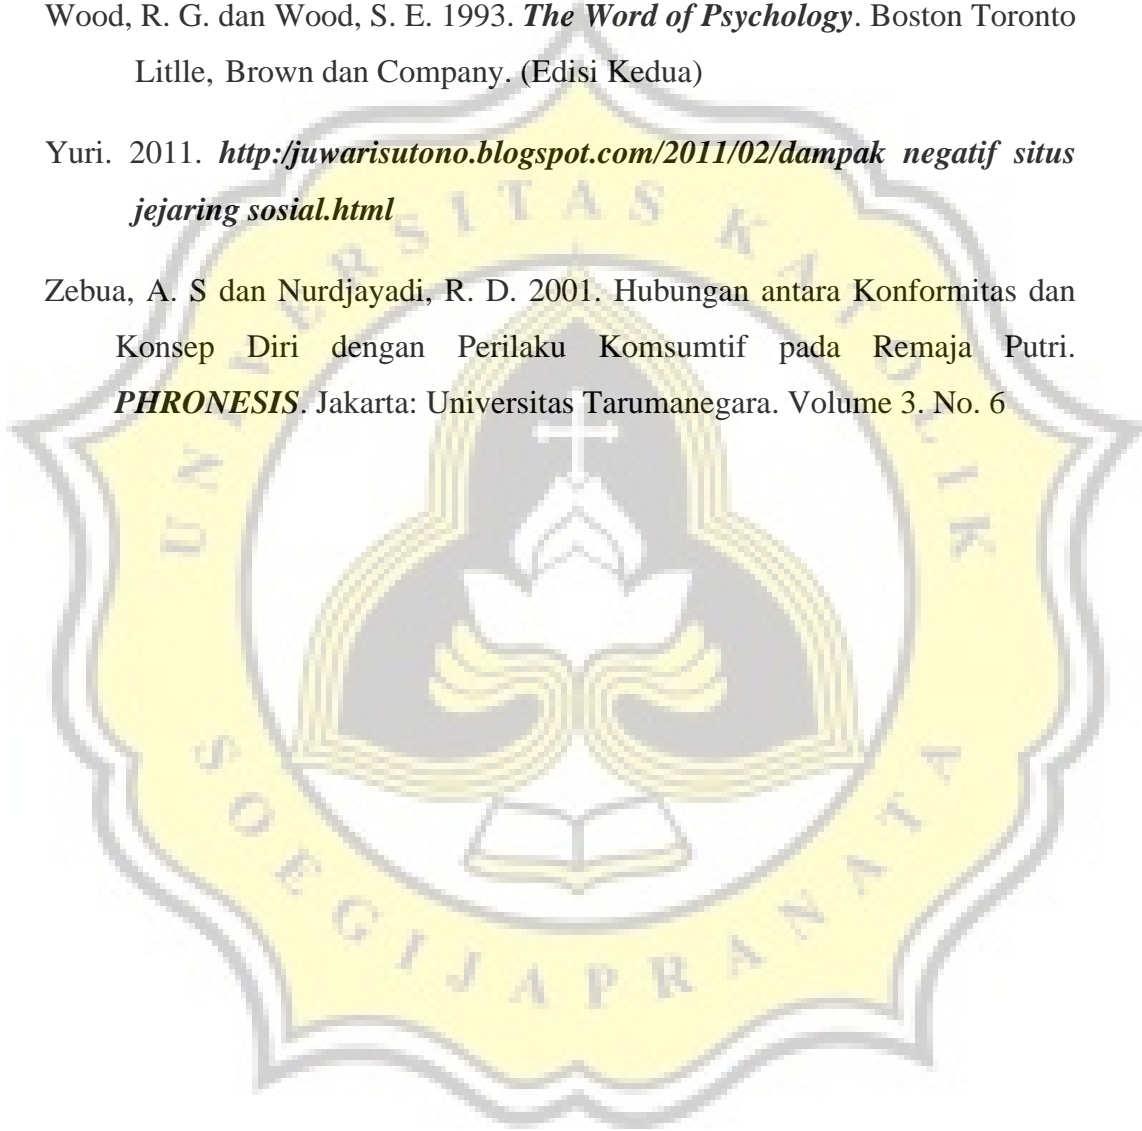 Wood, R. G. dan Wood, S. E. 1993. The Word of Psychology. Boston Toronto
Litlle, Brown dan Company. (Edisi Kedua)
Yuri. 2011. http:/juwarisutono.blogspot.com/2011/02/dampak negatif situs
jejaring sosial.html
Zebua, A. S dan Nurdjayadi, R. D. 2001. Hubungan antara Konformitas dan
Konsep Diri dengan Perilaku Komsumtif pada Remaja Putri.
PHRONESIS. Jakarta: Universitas Tarumanegara. Volume 3. No. 6
UNIVERSITAS KATOLIK
SOEGIJAPRANATA